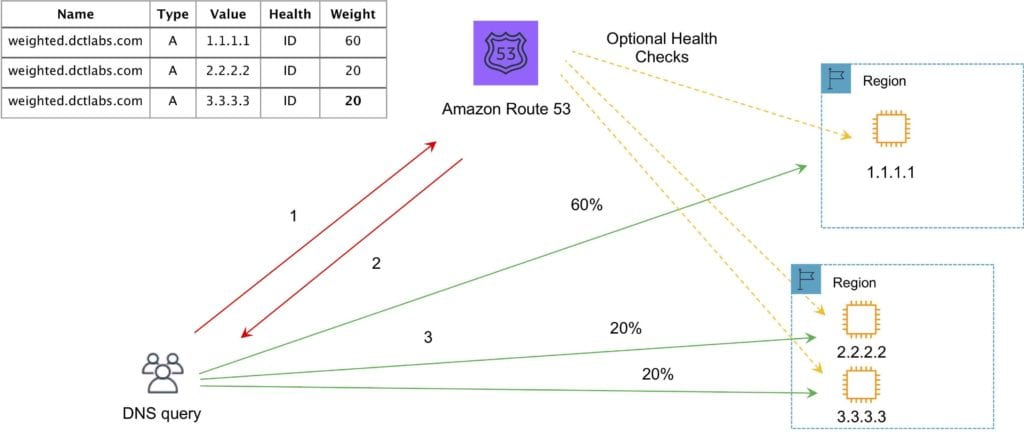 Name Type Value Health Weight
weighted.dctlabs.com A 1.1.1.1 ID 60
weighted.dctlabs.com A 2.2.2.2 ID 20
weighted.dctlabs.com A 3.3.3.3 ID 20
53
Amazon Route 53
Optional Health
Checks
Region
1.1.1.1
1
2
60%
Region
3
20%
2.2.2.2
20%
3.3.3.3
DNS query